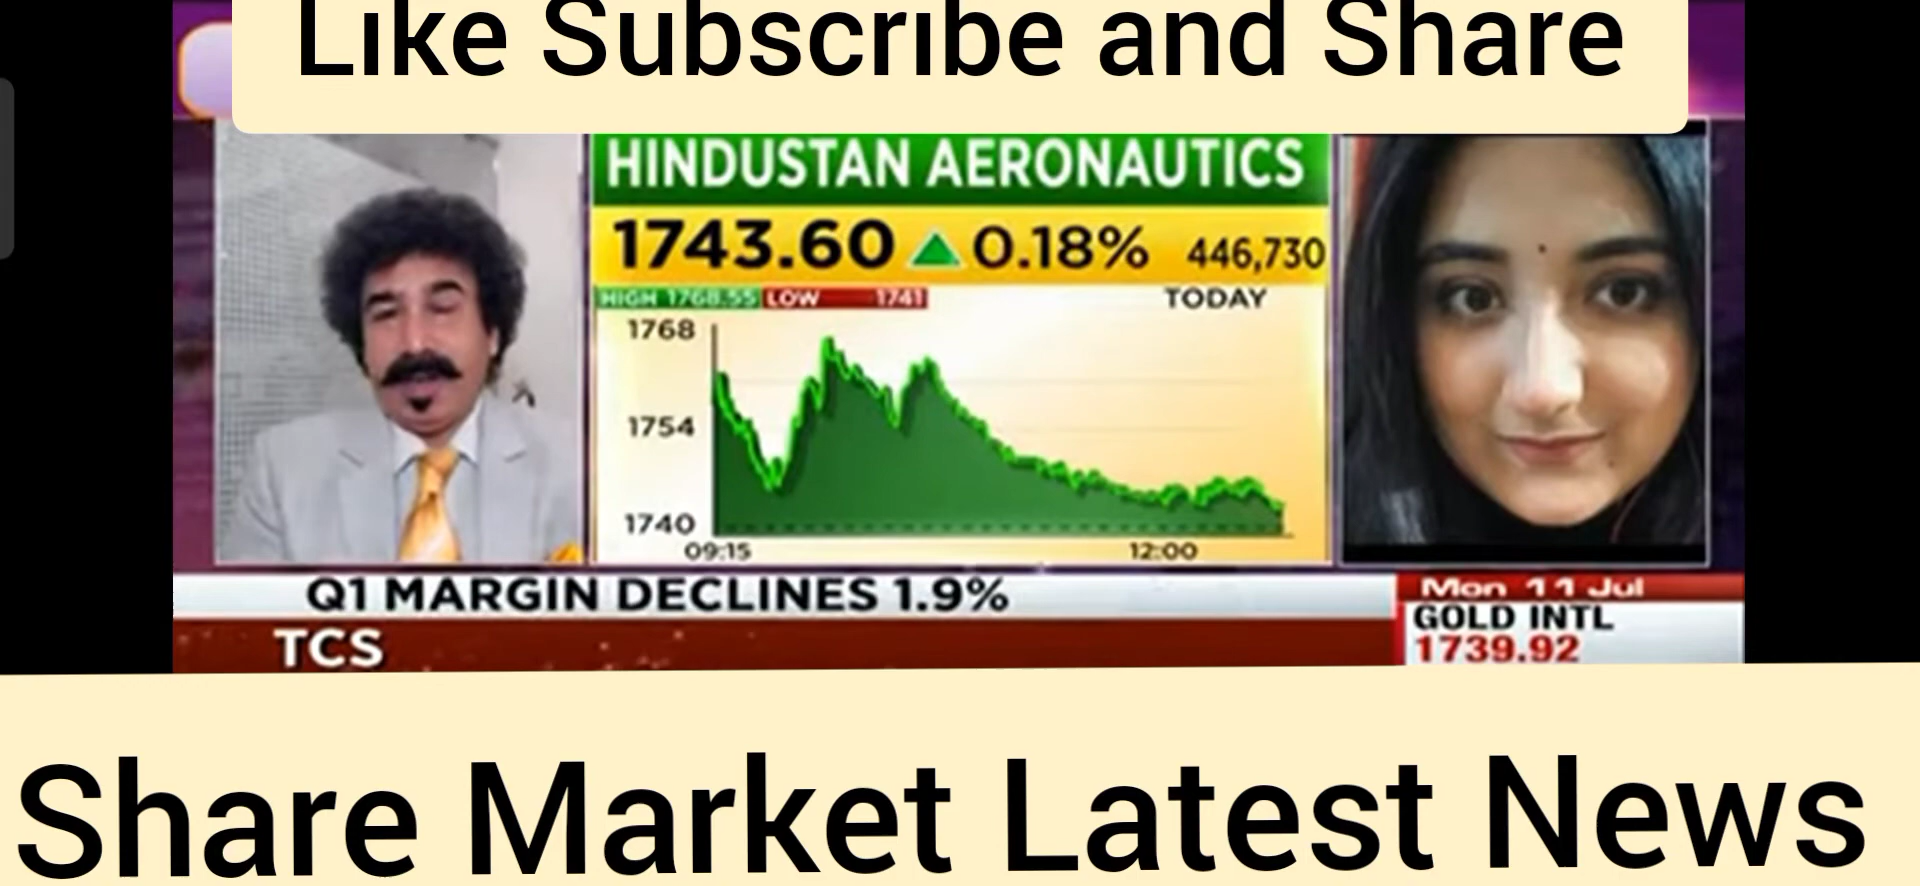 Like Subscribe and Share
HINDUSTAN AERONAUTICS
1743.60 ▲ 0.18% 446,730
HIGH 1768.55 LOW 1741 TODAY
1768
1754
1740
09:15 12:00
Q1 MARGIN DECLINES 1.9%
TCS
Mon 11 Jul
GOLD INTL
1739.92
Share Market Latest News